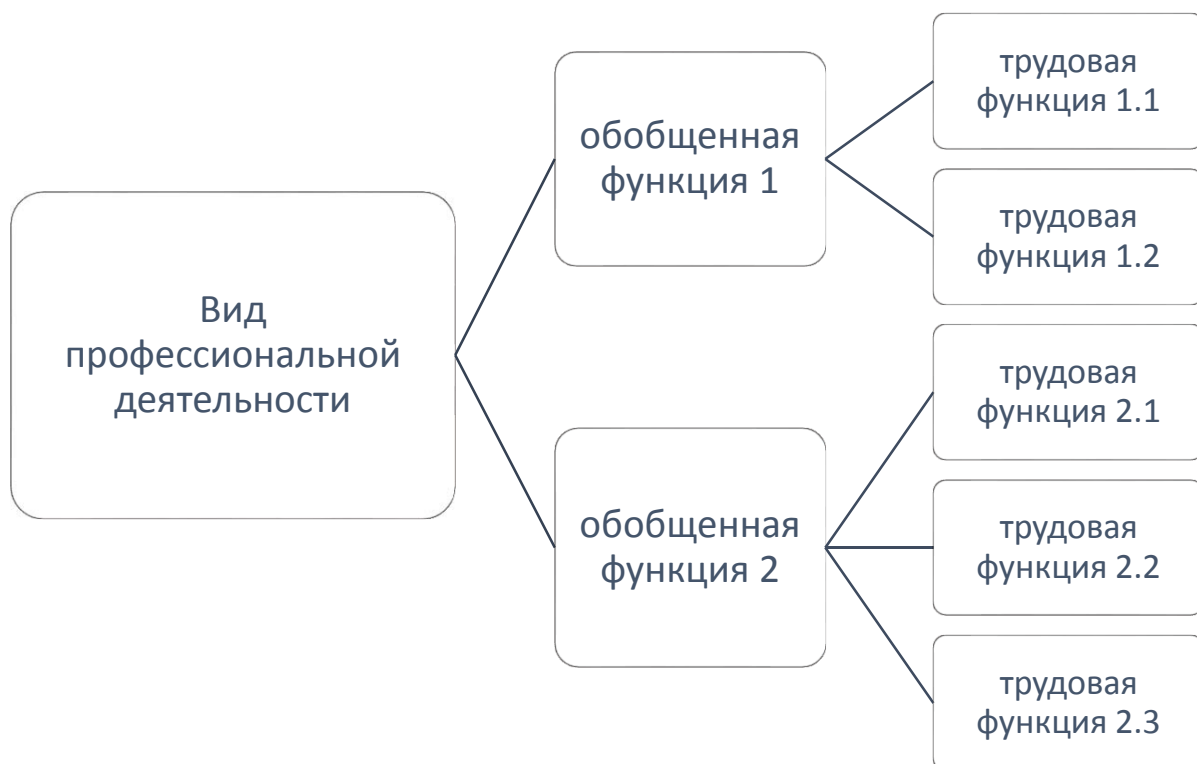 Вид
профессиональной
деятельности
обобщенная
функция 1
трудовая
функция 1.1
трудовая
функция 1.2
обобщенная
функция 2
трудовая
функция 2.1
трудовая
функция 2.2
трудовая
функция 2.3